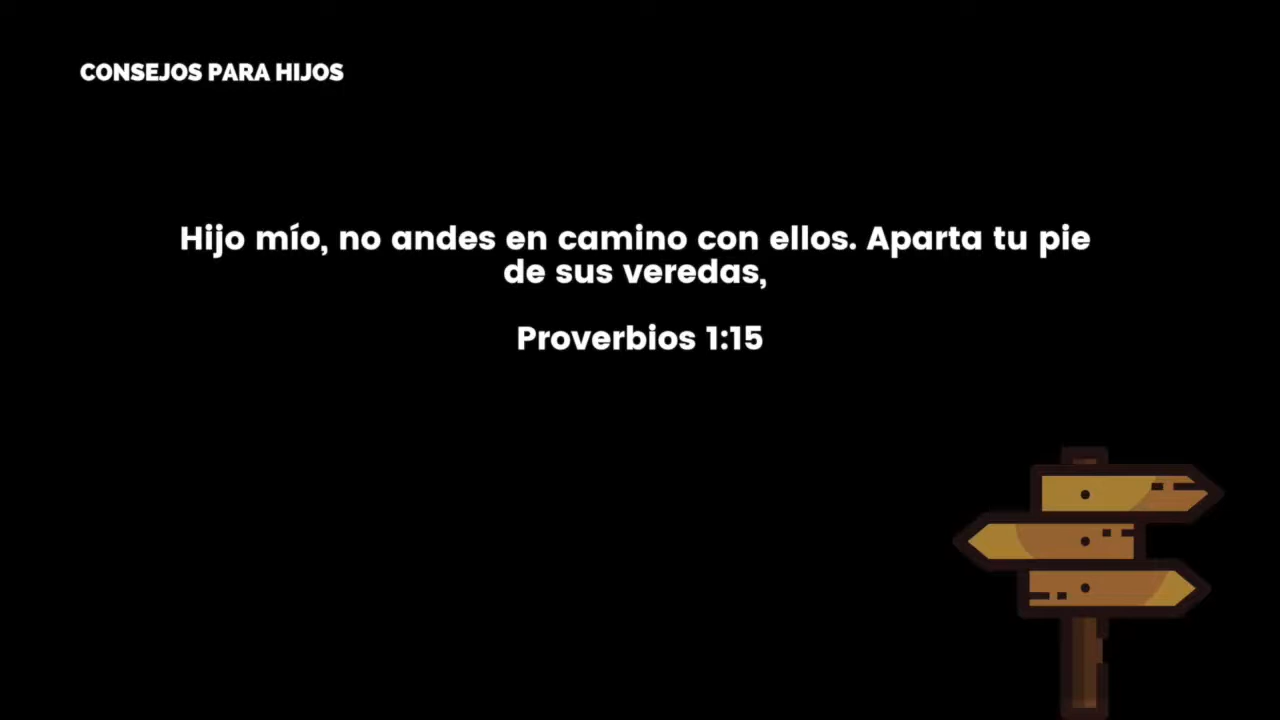 CONSEJOS PARA HIJOS
Hijo mío, no andes en camino con ellos. Aparta tu pie
de sus veredas,
Proverbios 1:15